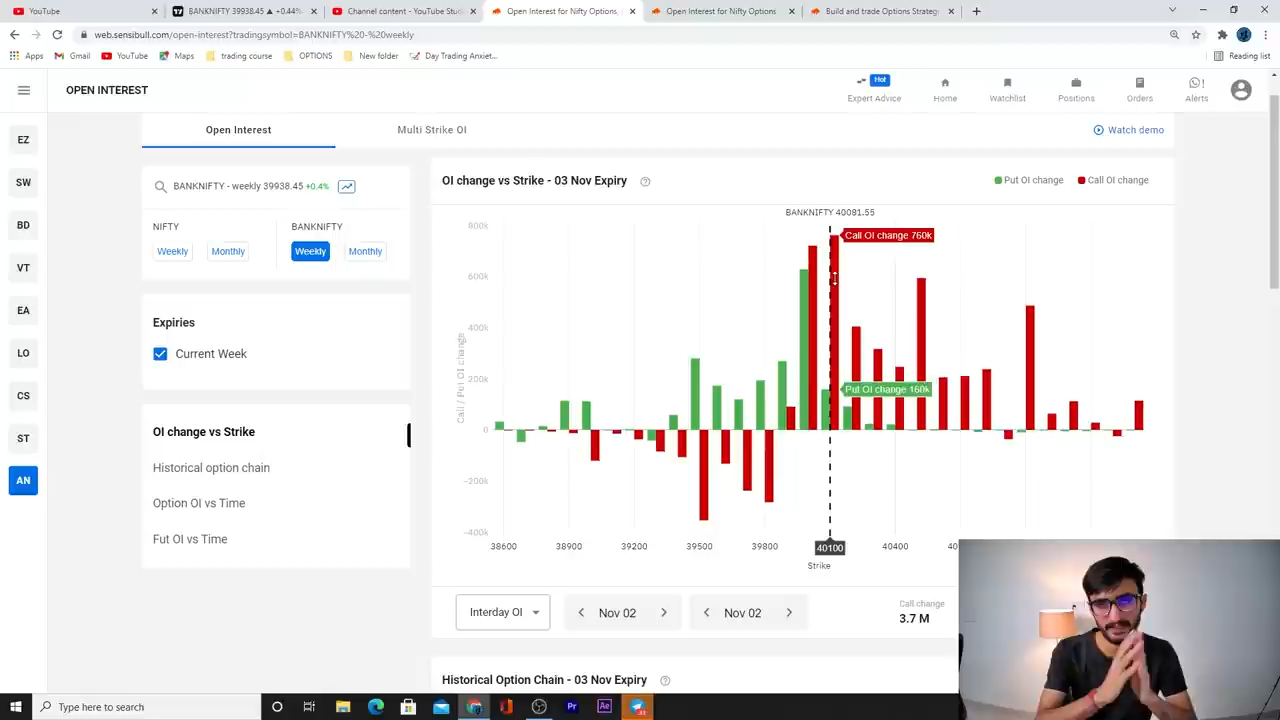 YouTube
BANKNIFTY 39938.45 ▲ +0.44%
Channel content - YouTube Stu
Open Interest for Nifty Options,
Open Interest for Nifty Options
Build and trade Options Strateg
web.sensibull.com/open-interest?tradingsymbol=BANKNIFTY%20-%20weekly
Apps
Gmail
YouTube
Maps
trading course
OPTIONS
New folder
Day Trading Anxiet...
Reading list
OPEN INTEREST
Hot
Expert Advice
Home
Watchlist
Positions
Orders
Alerts
EZ
SW
BD
VT
EA
LO
CS
ST
AN
Open Interest
Multi Strike OI
Watch demo
BANKNIFTY - weekly 39938.45 +0.4%
NIFTY
BANKNIFTY
Weekly
Monthly
Weekly
Monthly
Expiries
Current Week
OI change vs Strike
Historical option chain
Option OI vs Time
Fut OI vs Time
OI change vs Strike - 03 Nov Expiry
Put OI change
Call OI change
BANKNIFTY 40081.55
Call OI change 760k
Put OI change 160k
Call / Put OI change
800k
600k
400k
200k
0
-200k
-400k
38600
38900
39200
39500
39800
40100
40400
Strike
Interday OI
Nov 02
Nov 02
Call change
3.7 M
Historical Option Chain - 03 Nov Expiry
Type here to search